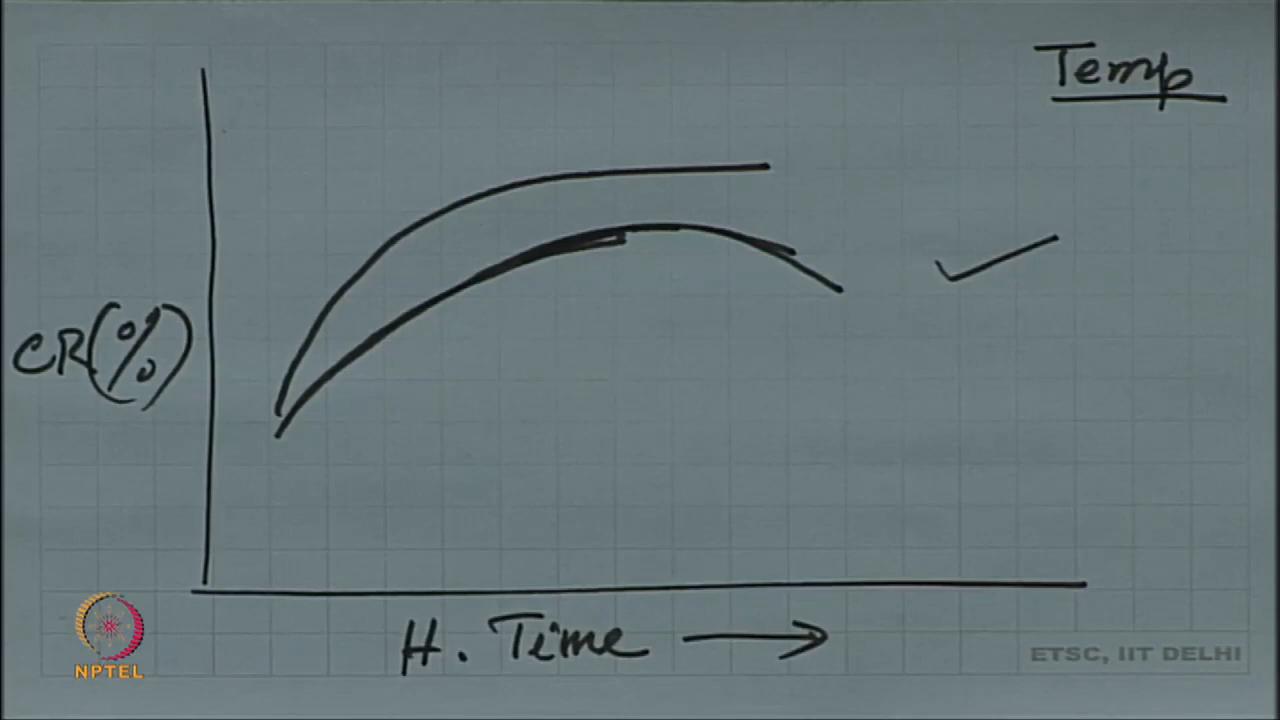 Temp
CR(%)
H. Time
NPTEL
ETSC, IIT DELHI